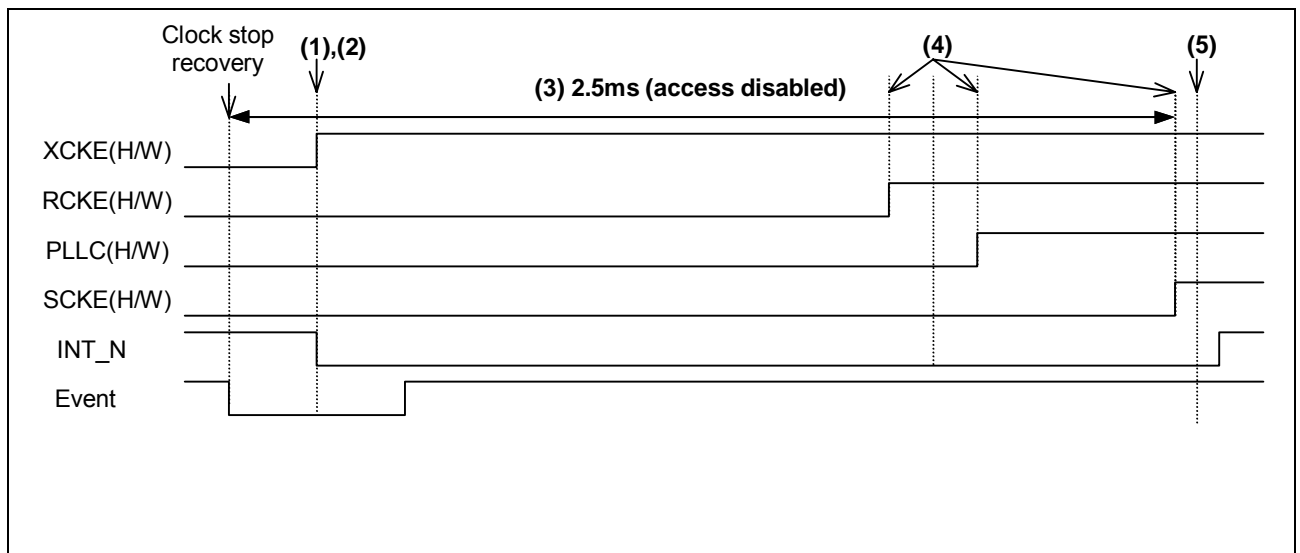 Clock stop
recovery
(1),(2)
(4)
(5)
(3) 2.5ms (access disabled)
XCKE(H/W)
RCKE(H/W)
PLLC(H/W)
SCKE(H/W)
INT_N
Event